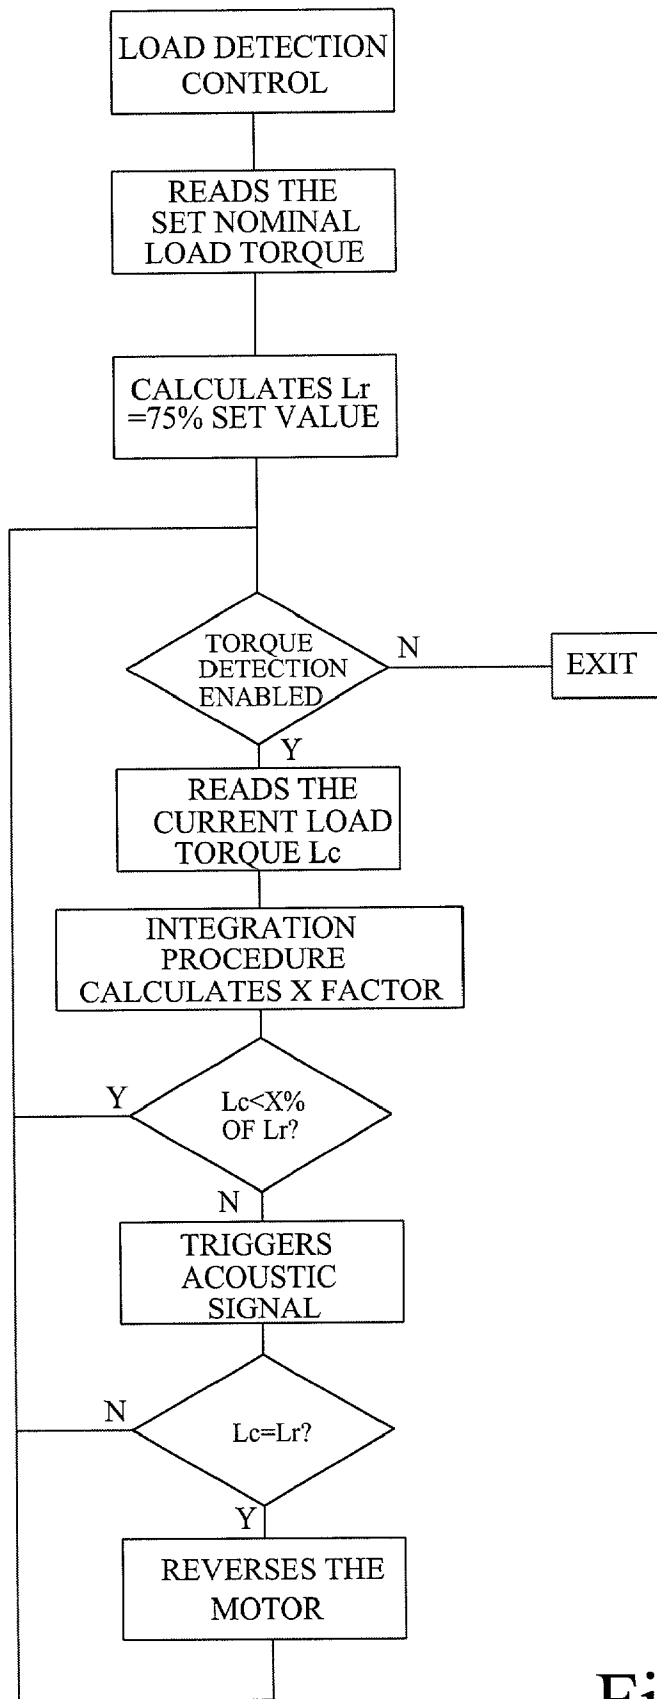 LOAD DETECTION
CONTROL
READS THE
SET NOMINAL
LOAD TORQUE
CALCULATES Lr
=75% SET VALUE
TORQUE
DETECTION
ENABLED
N
EXIT
Y
READS THE
CURRENT LOAD
TORQUE Lc
INTEGRATION
PROCEDURE
CALCULATES X FACTOR
Y
Lc<X%
OF Lr?
N
TRIGGERS
ACOUSTIC
SIGNAL
N
Lc=Lr?
Y
REVERSES THE
MOTOR